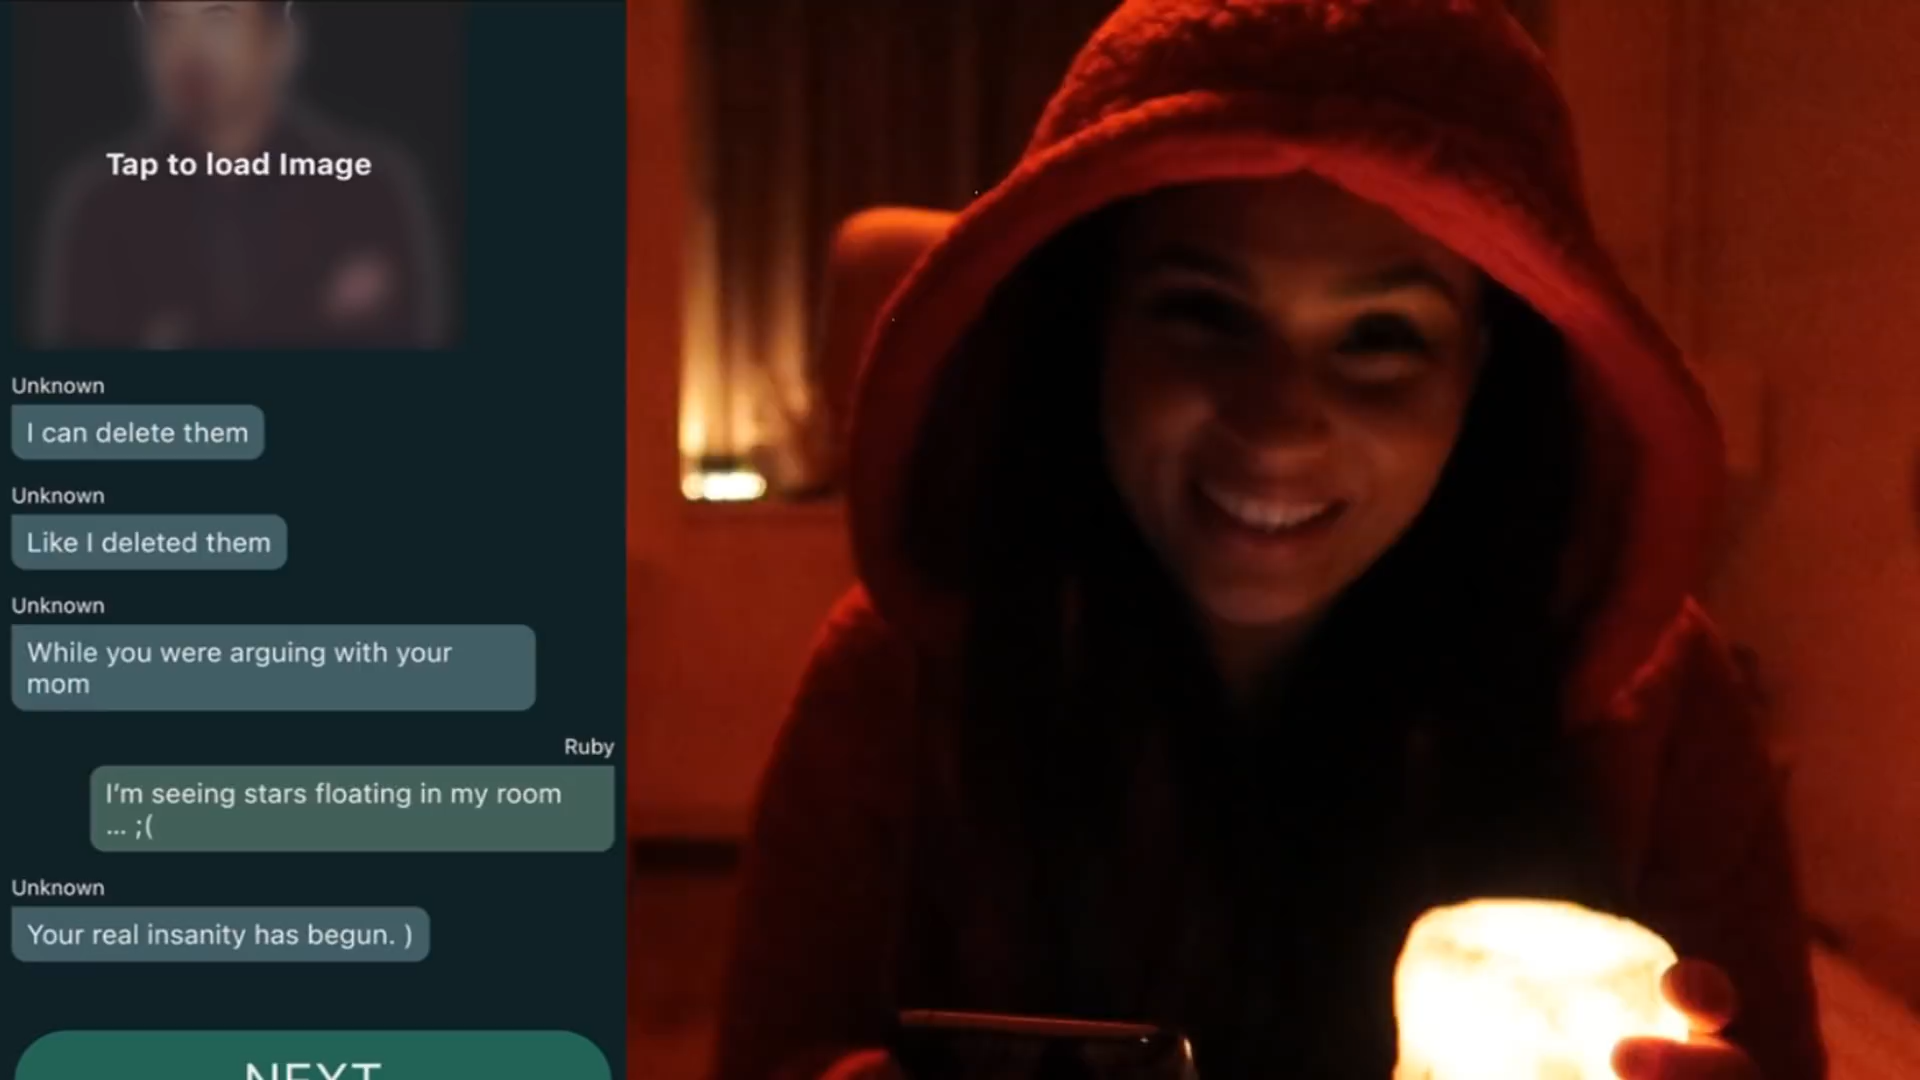 Tap to load Image
Unknown
I can delete them
Unknown
Like I deleted them
Unknown
While you were arguing with your
mom
Ruby
I'm seeing stars floating in my room
... ;(
Unknown
Your real insanity has begun. )
NEXT